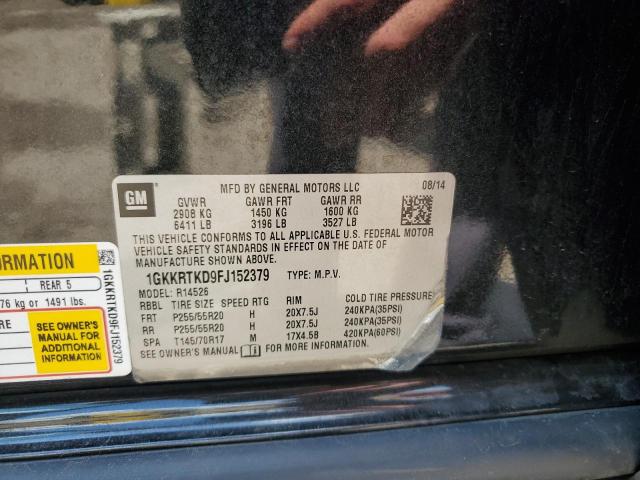 MFD BY GENERAL MOTORS LLC 08/14
GM
GVWR GAWR FRT GAWR RR
2908 KG 1450 KG 1600 KG
6411 LB 3196 LB 3527 LB
THIS VEHICLE CONFORMS TO ALL APPLICABLE U.S. FEDERAL MOTOR
VEHICLE SAFETY STANDARDS IN EFFECT ON THE DATE OF
MANUFACTURE SHOWN ABOVE.
1GKKRTKD9FJ152379 TYPE: M.P.V.
MODEL: R14526
RBBL TIRE SIZE SPEED RTG RIM COLD TIRE PRESSURE
FRT P255/55R20 H 20X7.5J 240KPA(35PSI)
RR P255/55R20 H 20X7.5J 240KPA(35PSI)
SPA T145/70R17 M 17X4.5B 420KPA(60PSI)
SEE OWNER'S MANUAL FOR MORE INFORMATION.
ORMATION
REAR 5
76 kg or 1491 lbs.
RE
SEE OWNER'S
MANUAL FOR
ADDITIONAL
INFORMATION
1GKKRTKD9FJ152379